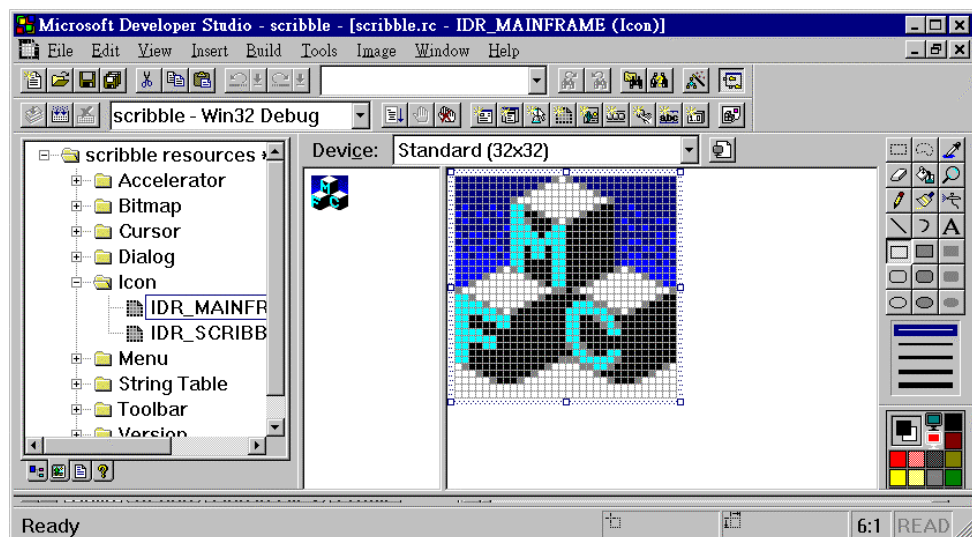 Microsoft Developer Studio - scribble - [scribble.rc - IDR_MAINFRAME (Icon)]
File Edit View Insert Build Tools Image Window Help
scribble - Win32 Debug
scribble resources
Device: Standard (32x32)
Accelerator
Bitmap
Cursor
Dialog
Icon
IDR_MAINFR
IDR_SCRIBB
Menu
String Table
Toolbar
Version
M
F C
A
Ready
6:1 READ